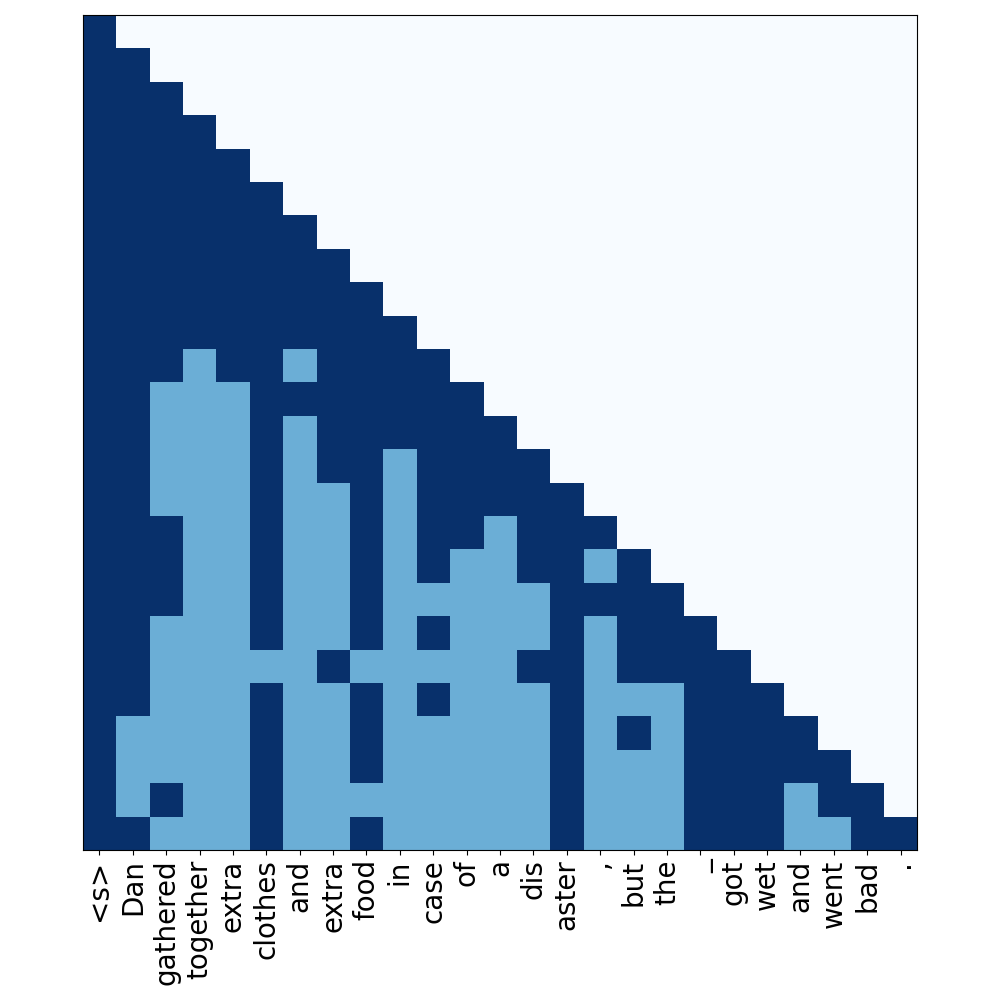 <s> Dan gathered together extra clothes and extra food in case of a dis aster , but the _ got wet and went bad .